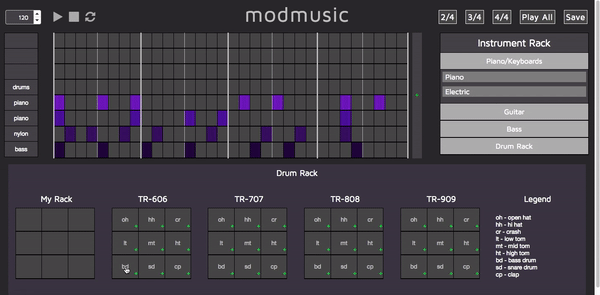 120
modmusic
2/4 3/4 4/4 Play All Save
Instrument Rack
Piano/Keyboards
Piano
Electric
Guitar
Bass
Drum Rack
drums
piano
piano
nylon
bass
Drum Rack
My Rack TR-606 TR-707 TR-808 TR-909 Legend
oh hh cr oh hh cr oh hh cr oh hh cr
lt mt ht lt mt ht lt mt ht lt mt ht
bd sd cp bd sd cp bd sd cp bd sd cp
oh - open hat
hh - hi hat
cr - crash
lt - low tom
mt - mid tom
ht - high tom
bd - bass drum
sd - snare drum
cp - clap